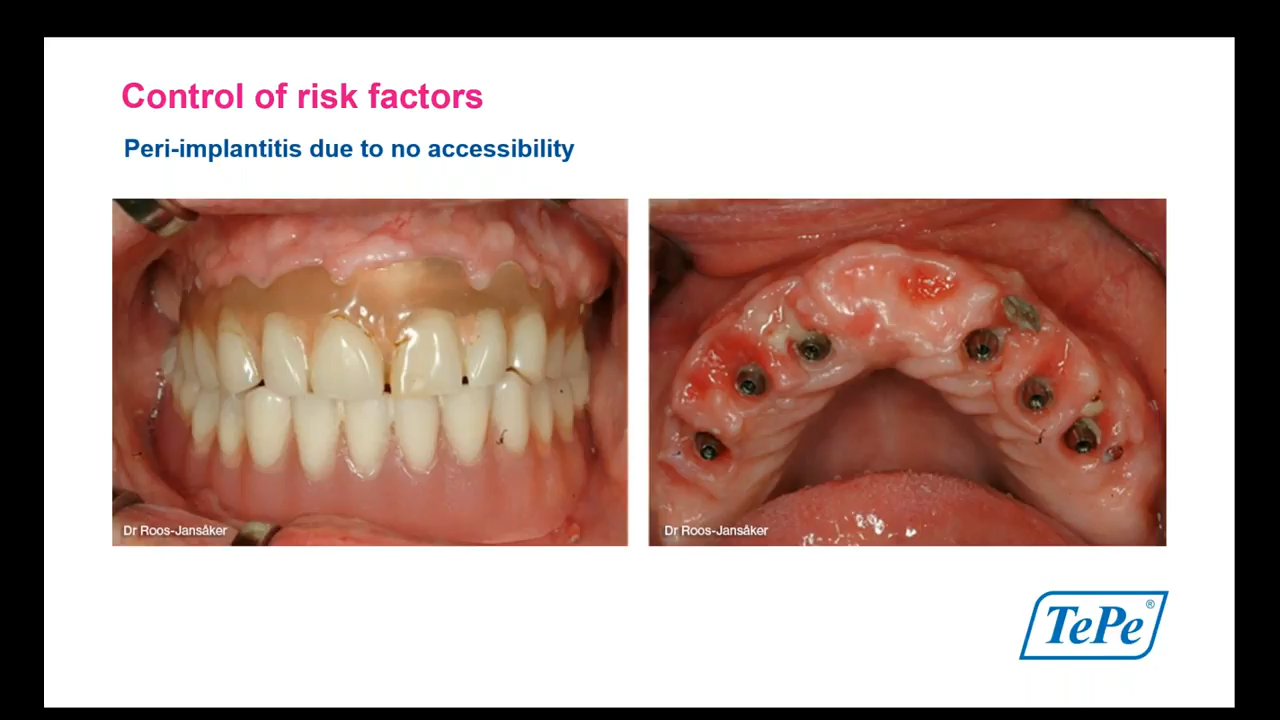 Control of risk factors
Peri-implantitis due to no accessibility
Dr Roos-Jansåker
Dr Roos-Jansåker
TePe®